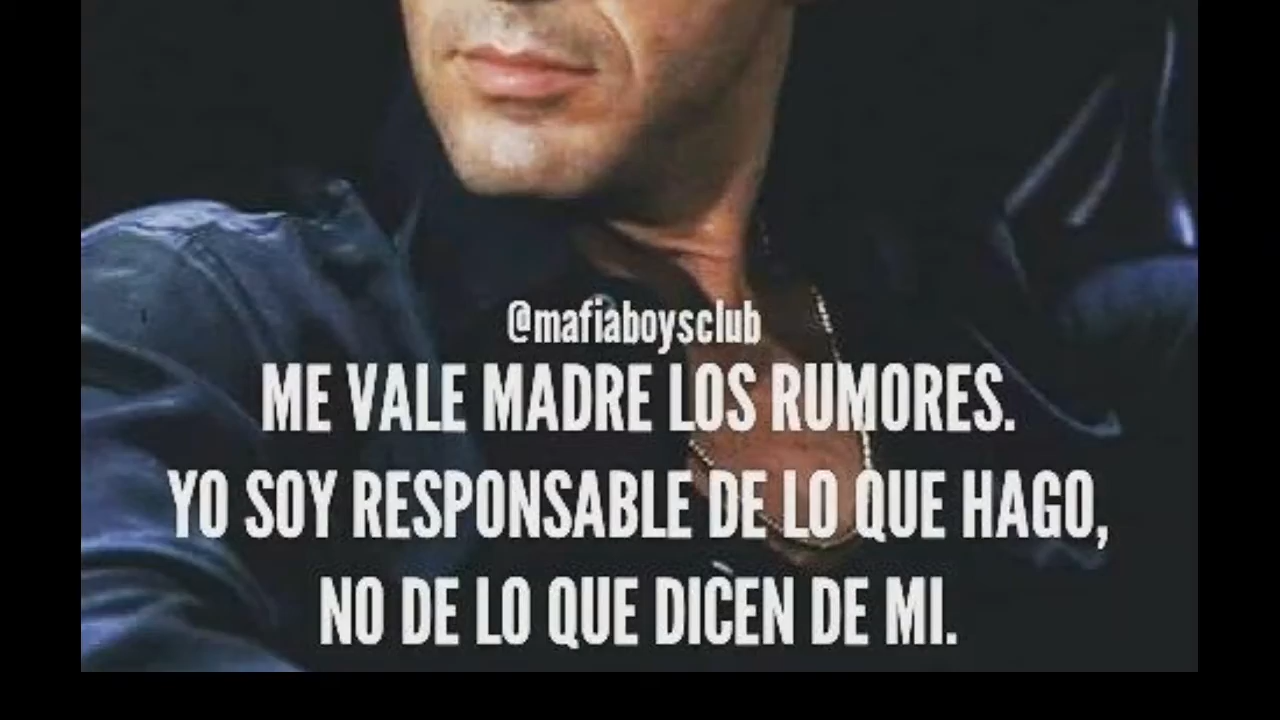 @mafiaboysclub
ME VALE MADRE LOS RUMORES.
YO SOY RESPONSABLE DE LO QUE HAGO,
NO DE LO QUE DICEN DE MI.